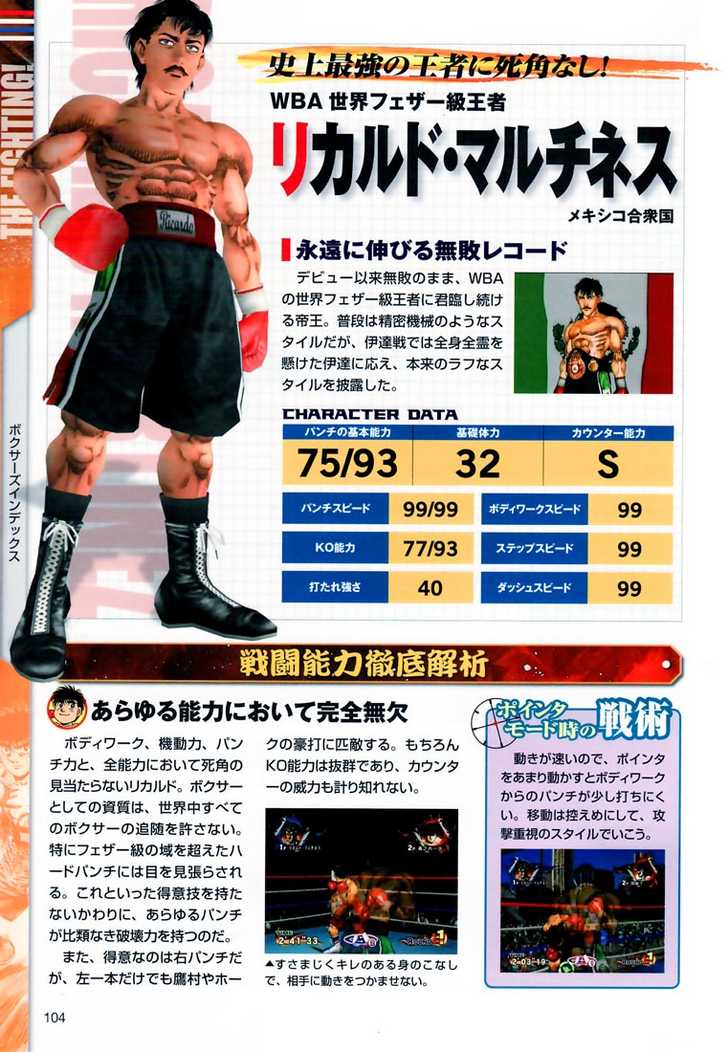 THE FIGHTING!
史上最強の王者に死角なし!
WBA 世界フェザー級王者
リカルド・マルチネス
メキシコ合衆国
Ricardo
永遠に伸びる無敗レコード
デビュー以来無敗のまま、WBA
の世界フェザー級王者に君臨し続け
る帝王。普段は精密機械のようなス
タイルだが、伊達戦では全身全霊を
懸けた伊達に応え、本来のラフなス
タイルを披露した。
CHARACTER DATA
パンチの基本能力 基礎体力 カウンター能力
75/93 32 S
パンチスピード 99/99 ボディワークスピード 99
KO能力 77/93 ステップスピード 99
打たれ強さ 40 ダッシュスピード 99
ボクサーズインデックス
戦闘能力徹底解析
あらゆる能力において完全無欠
ボディワーク、機動力、パン
チ力と、全能力において死角の
見当たらないリカルド。ボクサー
としての資質は、世界中すべて
のボクサーの追随を許さない。
特にフェザー級の域を超えたハ
ードパンチには目を見張らされ
る。これといった得意技を持た
ないかわりに、あらゆるパンチ
が比類なき破壊力を持つのだ。
また、得意なのは右パンチだ
が、左一本だけでも鷹村やホー
クの豪打に匹敵する。もちろん
KO能力は抜群であり、カウンタ
ーの威力も計り知れない。
TIME
2-41-33
Round 1
▲すさまじくキレのある身のこなし
で、相手に動きをつかませない。
ポインタ
モード時の戦術
動きが速いので、ポインタ
をあまり動かすとボディワーク
からのパンチが少し打ちにく
い。移動は控えめにして、攻
撃重視のスタイルでいこう。
TIME
2-03-19
Round 1
104